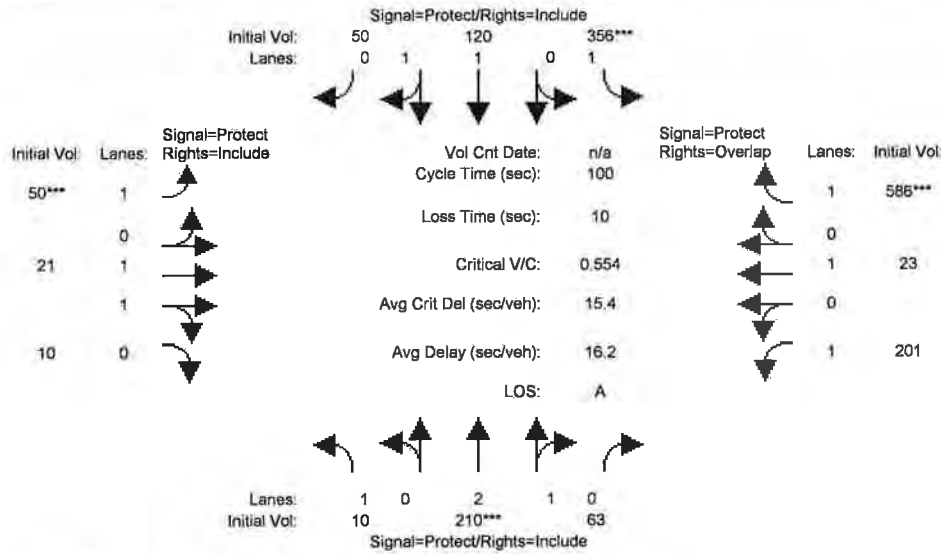 Signal=Protect/Rights=Include
Initial Vol: 50 120 356***
Lanes: 0 1 1 0 1
Signal=Protect
Rights=Include
Signal=Protect
Rights=Overlap
Initial Vol: Lanes:
Vol Cnt Date: n/a
Lanes: Initial Vol:
Cycle Time (sec): 100
50*** 1
1 586***
Loss Time (sec): 10
0
0
21 1
Critical V/C: 0.554
1 23
1
Avg Crit Del (sec/veh): 15.4
0
10 0
Avg Delay (sec/veh): 16.2
1 201
LOS: A
Lanes: 1 0 2 1 0
Initial Vol: 10 210*** 63
Signal=Protect/Rights=Include